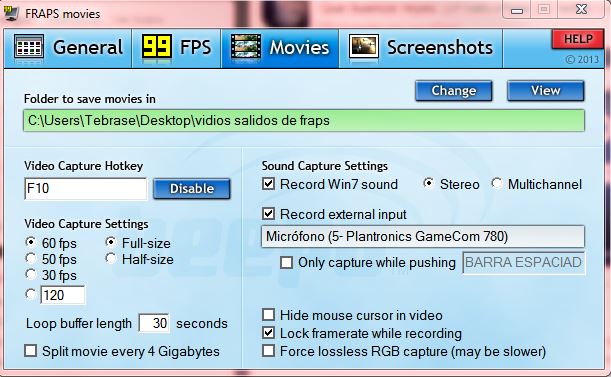 FRAPS movies
General
99 FPS
Movies
Screenshots
HELP
© 2013
Folder to save movies in
Change
View
C:\Users\Tebrase\Desktop\vidios salidos de fraps
Video Capture Hotkey
F10
Disable
Video Capture Settings
60 fps
Full-size
50 fps
Half-size
30 fps
120
Loop buffer length 30 seconds
Split movie every 4 Gigabytes
Sound Capture Settings
Record Win7 sound
Stereo
Multichannel
Record external input
Micrófono (5- Plantronics GameCom 780)
Only capture while pushing BARRA ESPACIAD
Hide mouse cursor in video
Lock framerate while recording
Force lossless RGB capture (may be slower)